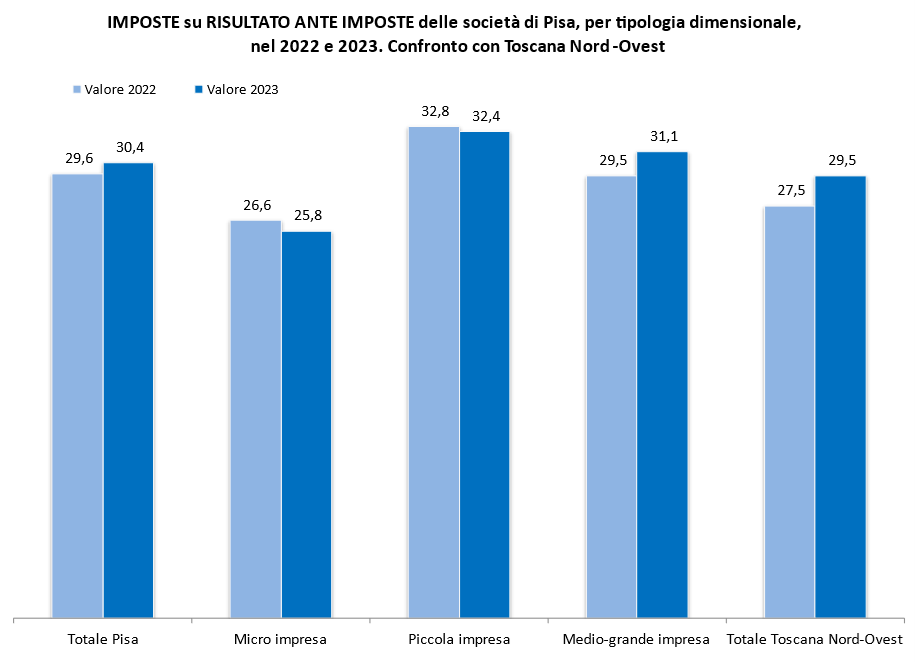 IMPOSTE su RISULTATO ANTE IMPOSTE delle società di Pisa, per tipologia dimensionale,
nel 2022 e 2023. Confronto con Toscana Nord-Ovest
Valore 2022 Valore 2023
29,6 30,4 26,6 25,8 32,8 32,4 29,5 31,1 27,5 29,5
Totale Pisa Micro impresa Piccola impresa Medio-grande impresa Totale Toscana Nord-Ovest